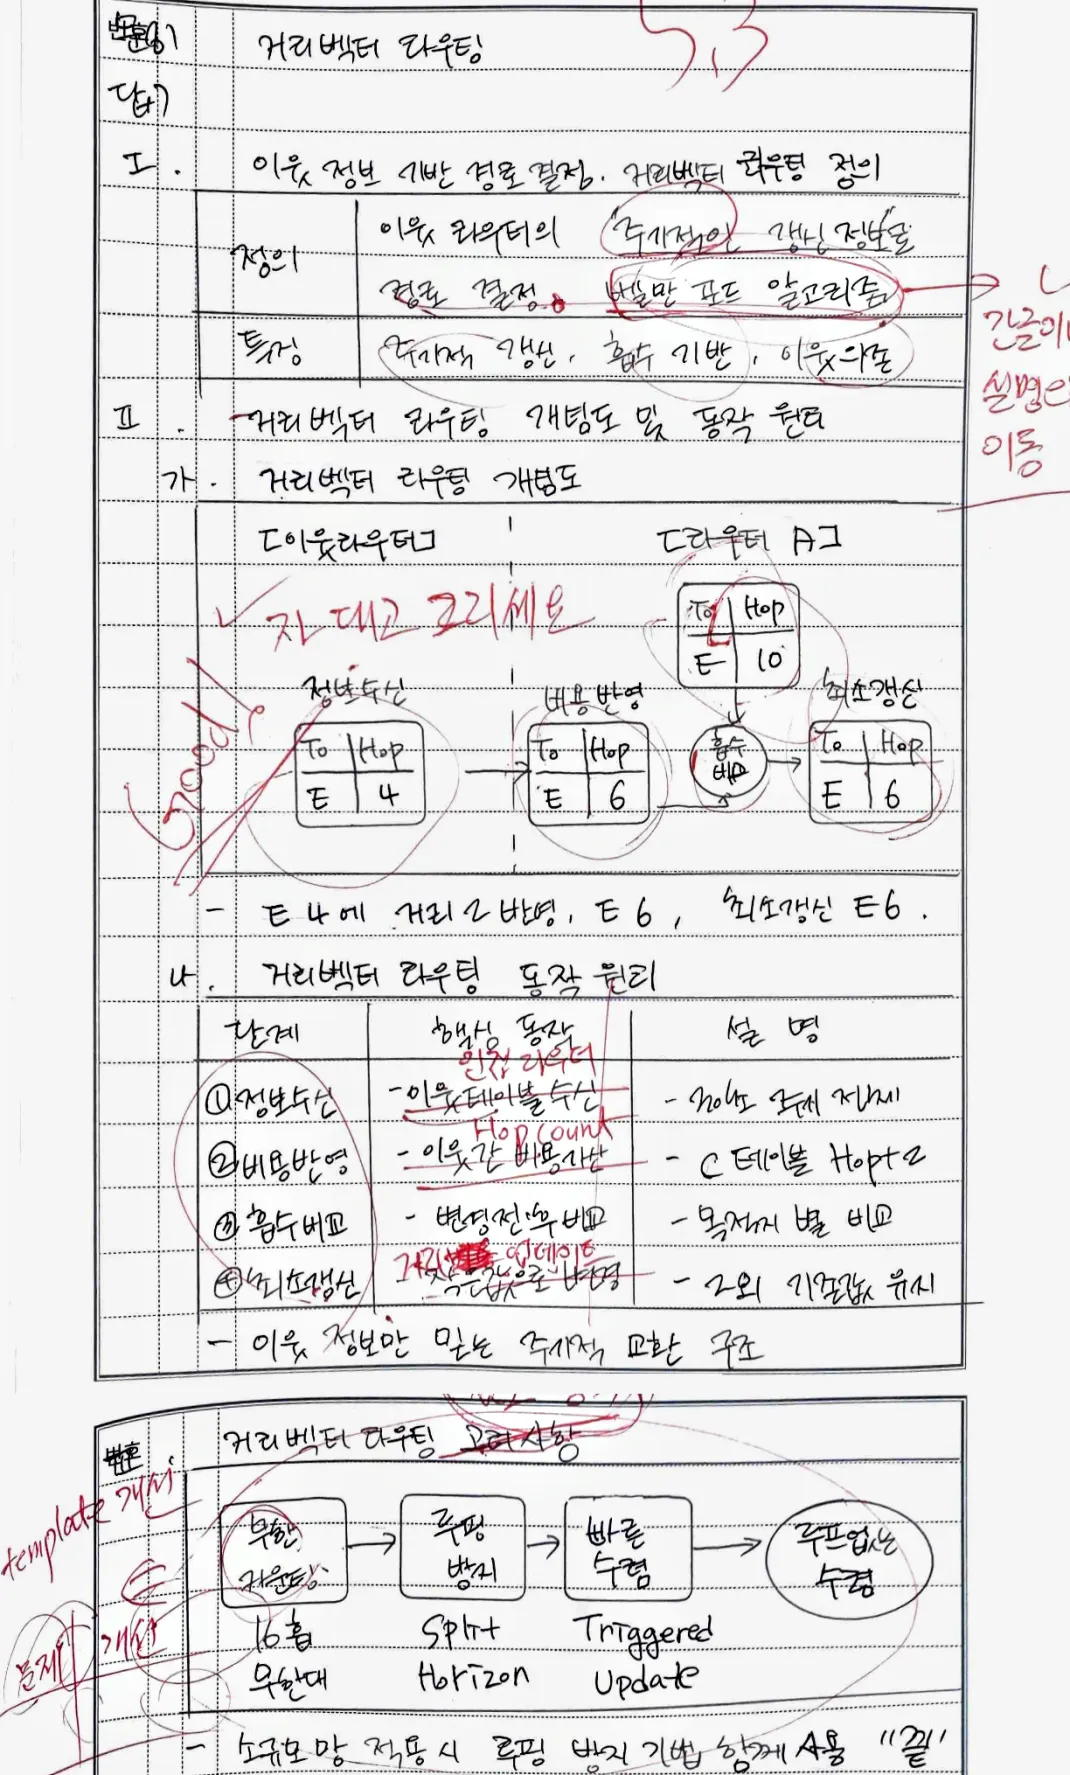 거리벡터 라우팅
5.3
답)
I. 이웃 정보 기반 경로 결정. 거리벡터 라우팅 정의
정의
이웃 라우터의 "주기적인 갱신 정보"로
경로 결정. 벨만 포드 알고리즘
특징
주기적 갱신, 홉수 기반, 이웃의존
긴글이
설명으
이동
II. 거리벡터 라우팅 개념도 및 동작 원리
가. 거리벡터 라우팅 개념도
[이웃라우터]
[라우터 A]
✓ 자 대고 그리세요
Good!
To Hop
E 10
정보수신
비용반영
최소갱신
To Hop
E 4
To Hop
E 6
홉수
비교
To Hop
E 6
- E 4에 거리 2 반영, E 6, 최소갱신 E6.
나. 거리벡터 라우팅 동작 원리
단계 핵심 동작 설명
인접 라우터
① 정보수신 - 이웃테이블 수신 - 30초 주기 전체
Hop count
② 비용반영 - 이웃간 비용가산 - C 테이블 Hop+2
③ 홉수비교 - 변경전·후 비교 - 목적지 별 비교
업데이트
④ 최소갱신 - 작은값으로 변경 - 그외 기존값 유지
- 이웃 정보만 믿는 주기적 교환 구조
거리벡터 라우팅 고려사항
template 개선
문제 개선
무한
카운팅
루핑
방지
빠른
수렴
루프없는
수렴
16홉
무한대
Split
Horizon
Triggered
Update
- 소규모 망 적용 시 루핑 방지 기법 함께 사용 "끝"